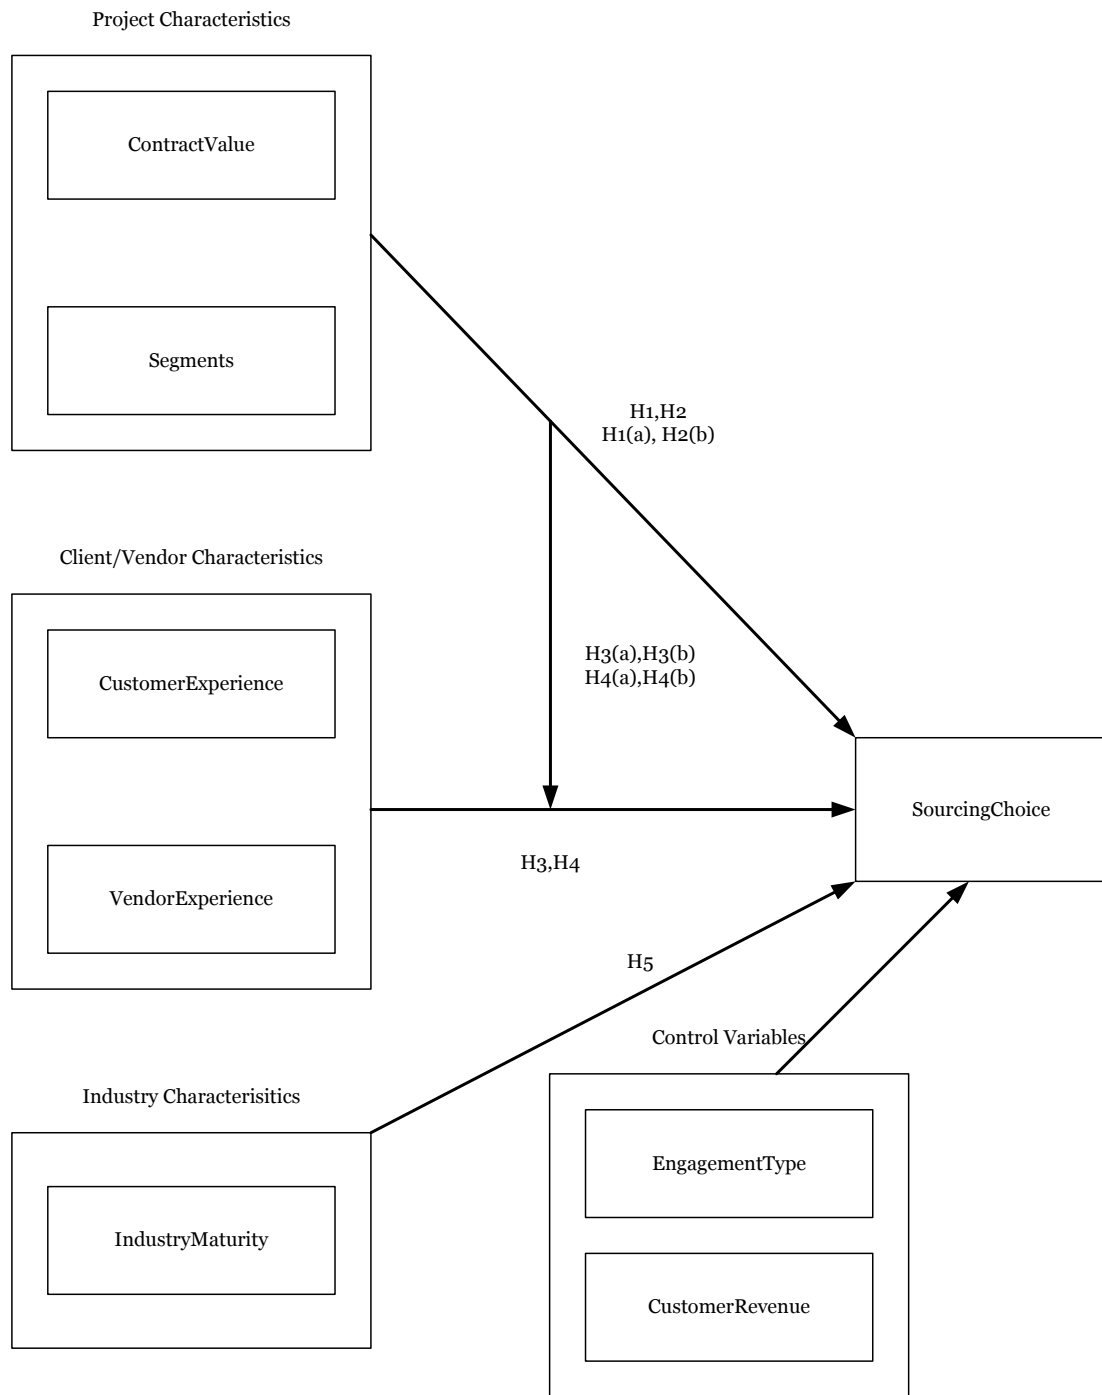 Project Characteristics
ContractValue
Segments
H1,H2
H1(a), H2(b)
Client/Vendor Characteristics
CustomerExperience
H3(a),H3(b)
H4(a),H4(b)
SourcingChoice
H3,H4
VendorExperience
H5
Control Variables
Industry Characterisitics
EngagementType
IndustryMaturity
CustomerRevenue